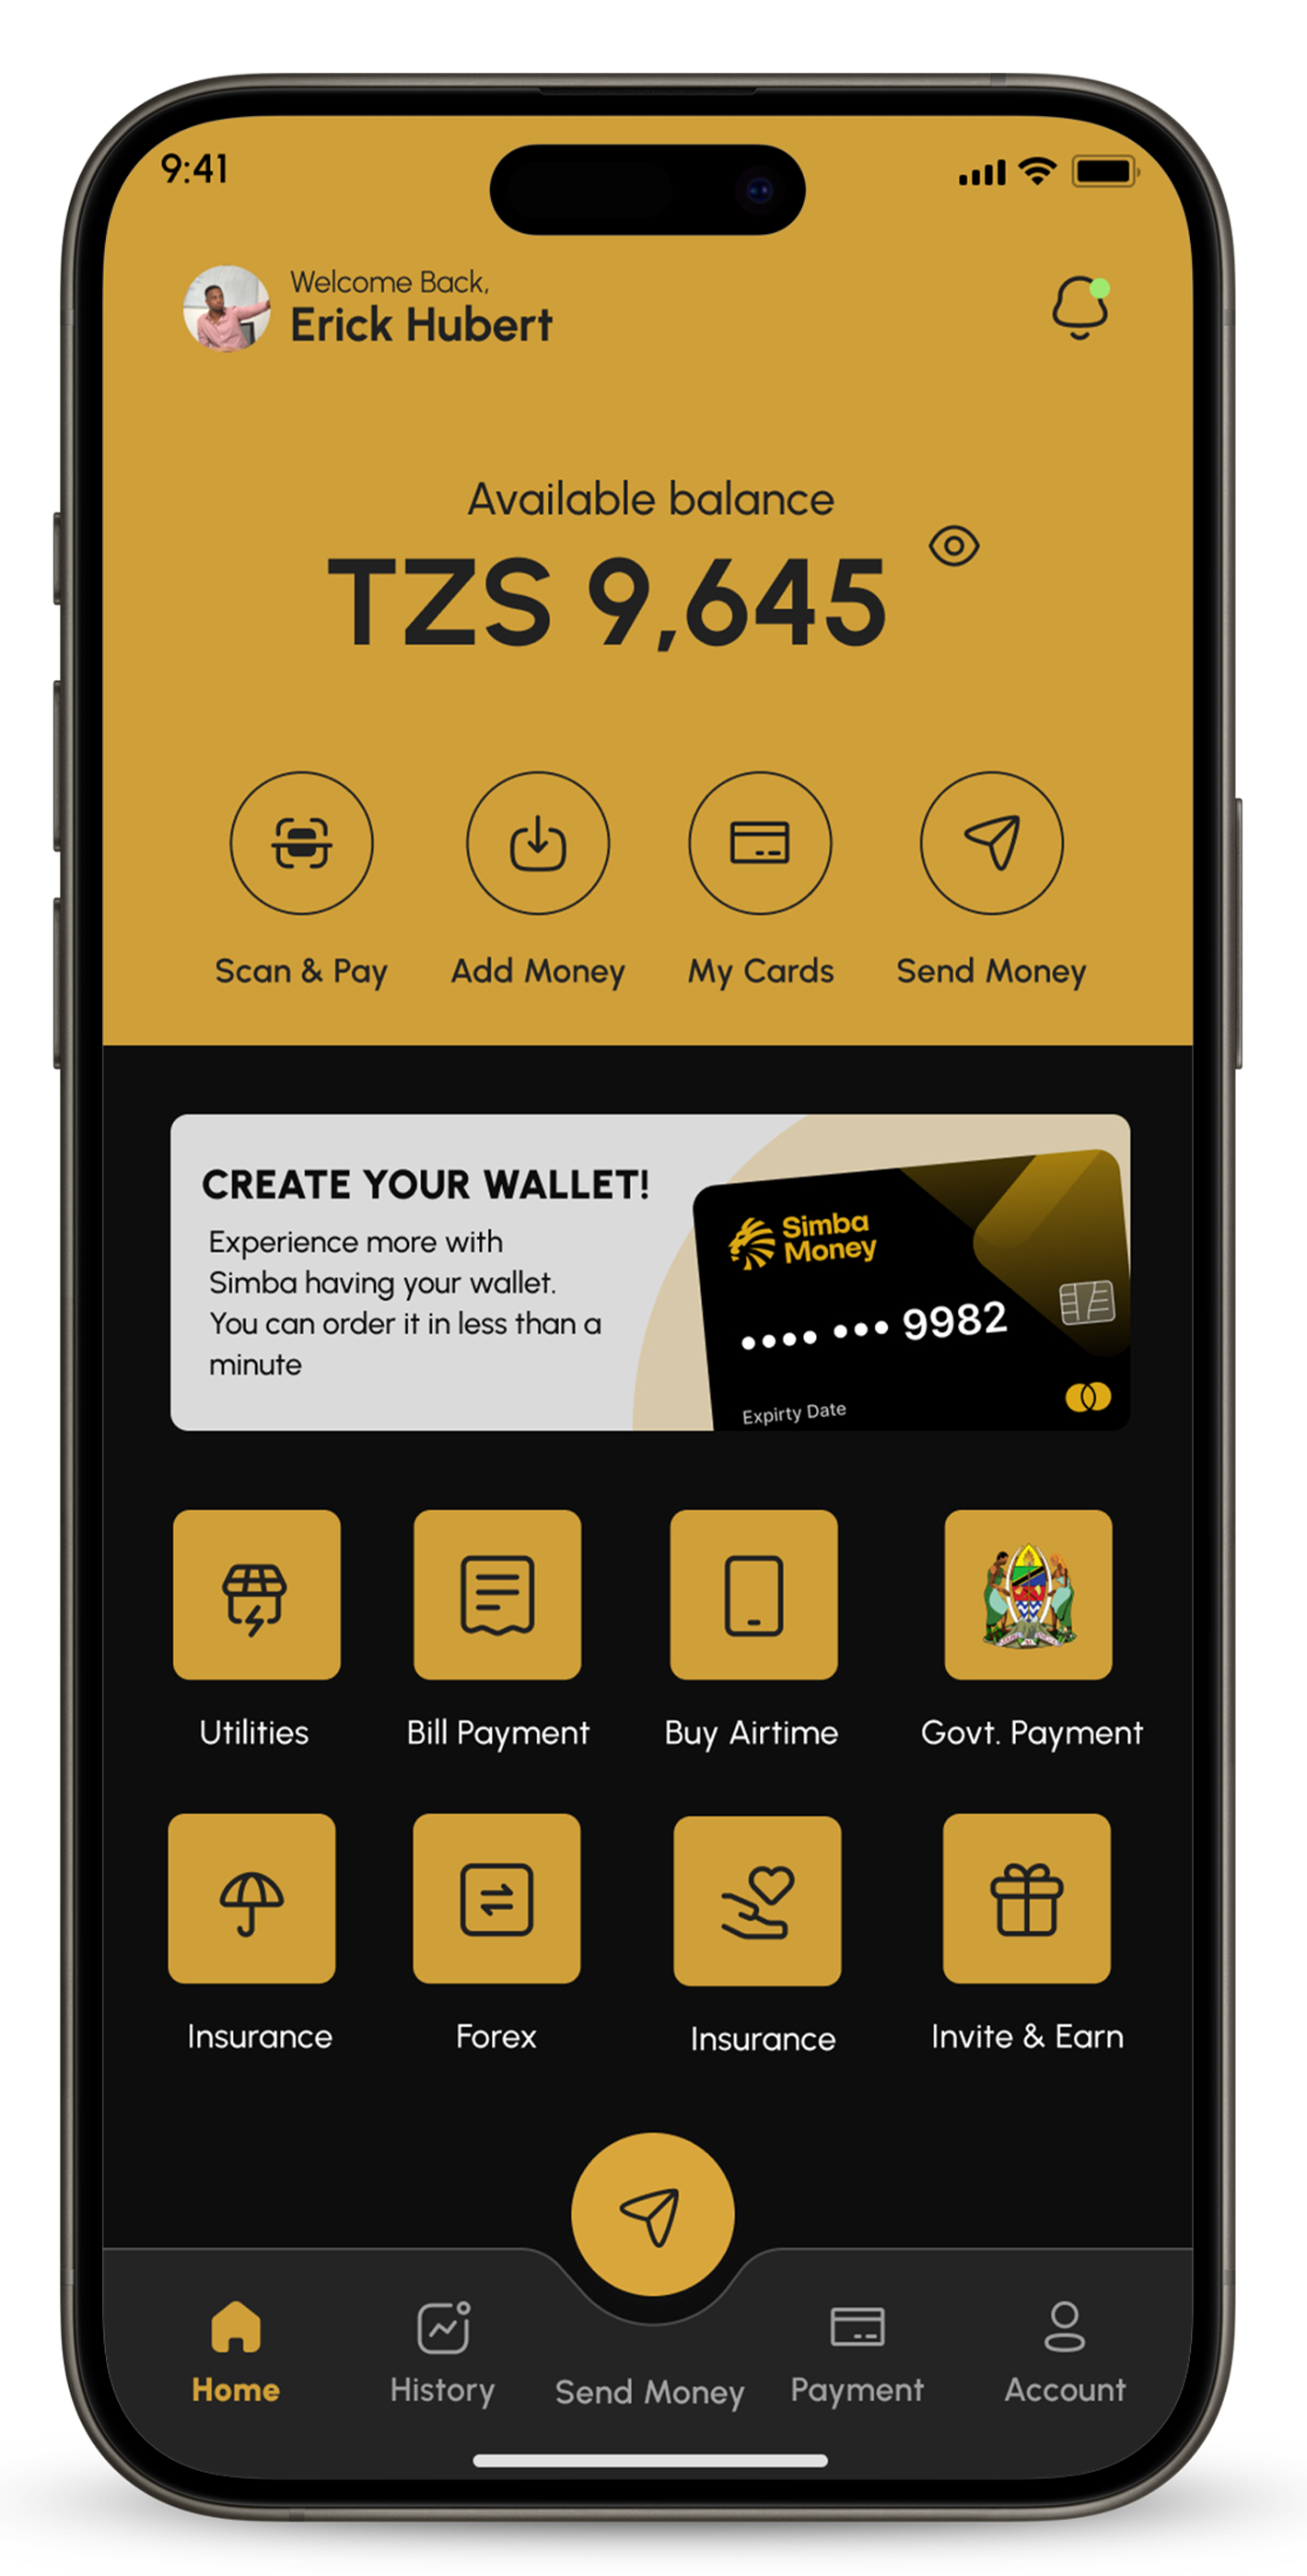 9:41
Welcome Back,
Erick Hubert
Available balance
TZS 9,645
Scan & Pay
Add Money
My Cards
Send Money
CREATE YOUR WALLET!
Experience more with
Simba having your wallet.
You can order it in less than a
minute
Simba
Money
•••• ••• 9982
Expirty Date
Utilities
Bill Payment
Buy Airtime
Govt. Payment
Insurance
Forex
Insurance
Invite & Earn
Home
History
Send Money
Payment
Account